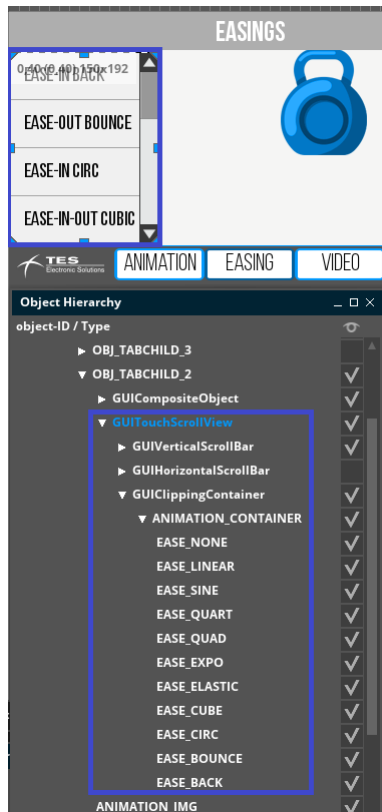 EASINGS
0:40 (0,40) 150x192
EASE-IN BACK
EASE-OUT BOUNCE
EASE-IN CIRC
EASE-IN-OUT CUBIC
TES
Electronic Solutions
ANIMATION EASING VIDEO
Object Hierarchy
object-ID / Type
OBJ_TABCHILD_3
OBJ_TABCHILD_2
GUICompositeObject
GUITouchScrollView
GUIVerticalScrollBar
GUIHorizontalScrollBar
GUIClippingContainer
ANIMATION_CONTAINER
EASE_NONE
EASE_LINEAR
EASE_SINE
EASE_QUART
EASE_QUAD
EASE_EXPO
EASE_ELASTIC
EASE_CUBE
EASE_CIRC
EASE_BOUNCE
EASE_BACK
ANIMATION_IMG